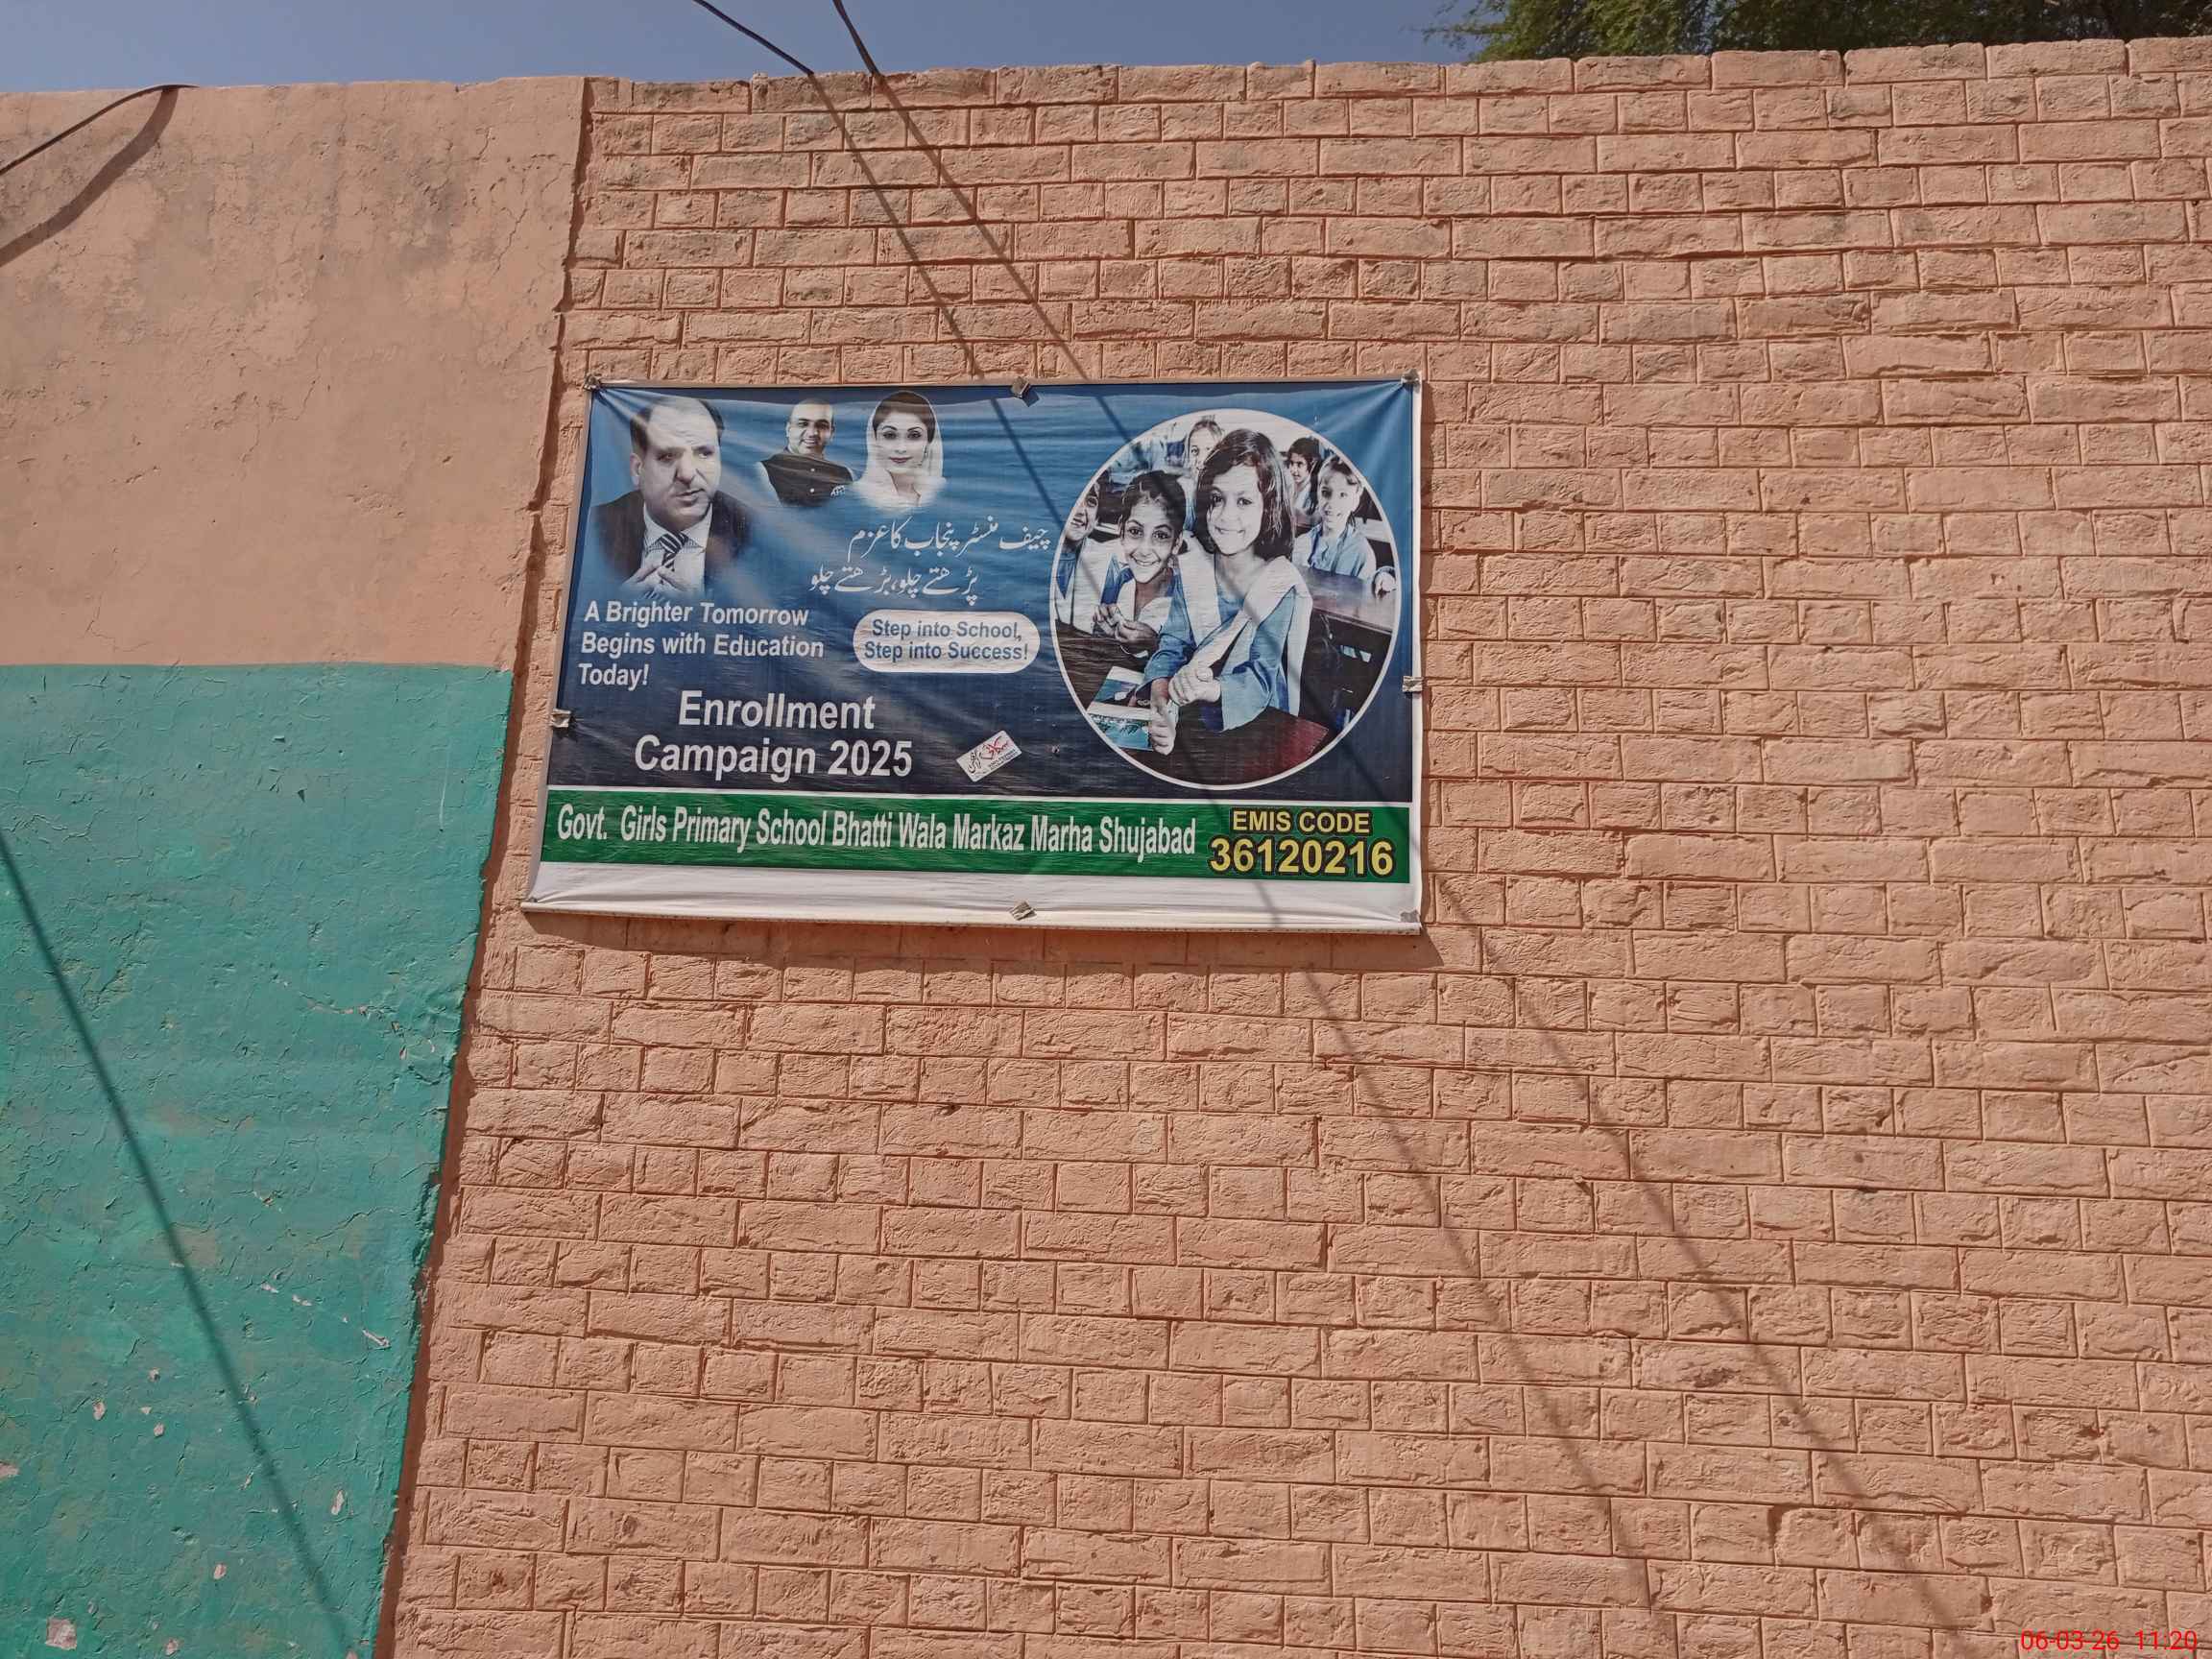 چیف منسٹر پنجاب کا عزم
پڑھتے چلو، بڑھتے چلو
A Brighter Tomorrow
Begins with Education
Today!
Step into School,
Step into Success!
Enrollment
Campaign 2025
Govt. Girls Primary School Bhatti Wala Markaz Marha Shujabad
EMIS CODE
36120216
06-03-26 11:20